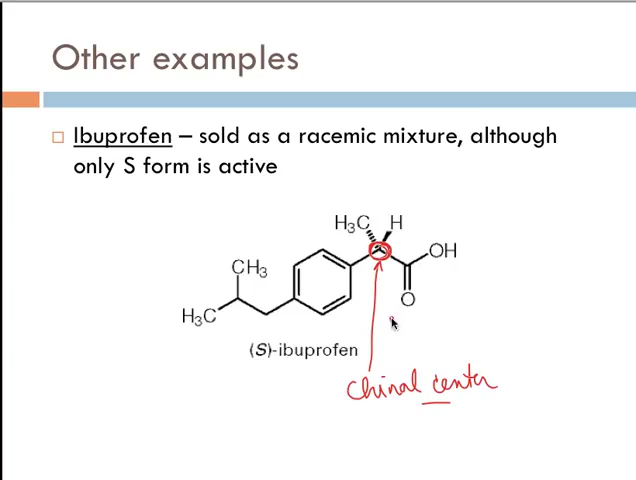 Other examples
Ibuprofen – sold as a racemic mixture, although
only S form is active
H₃C H
OH
CH₃
O
H₃C
(S)-ibuprofen
Chiral center